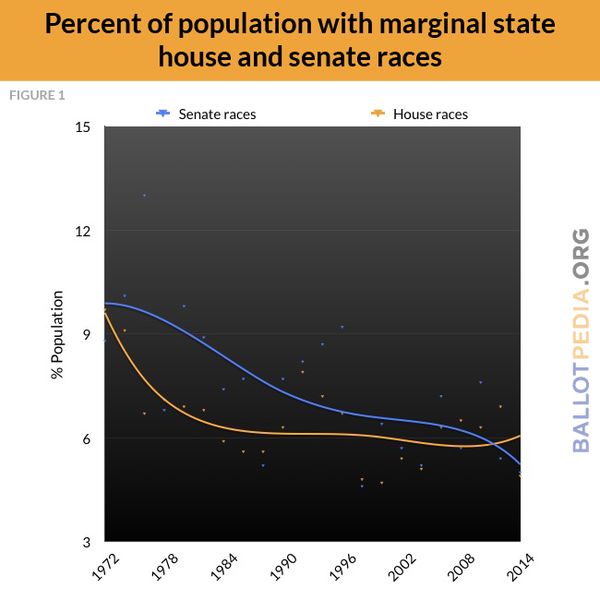 Percent of population with marginal state
house and senate races
FIGURE 1
Senate races
House races
15
12
9
6
3
% Population
1972
1978
1984
1990
1996
2002
2008
2014
BALLOTPEDIA.ORG